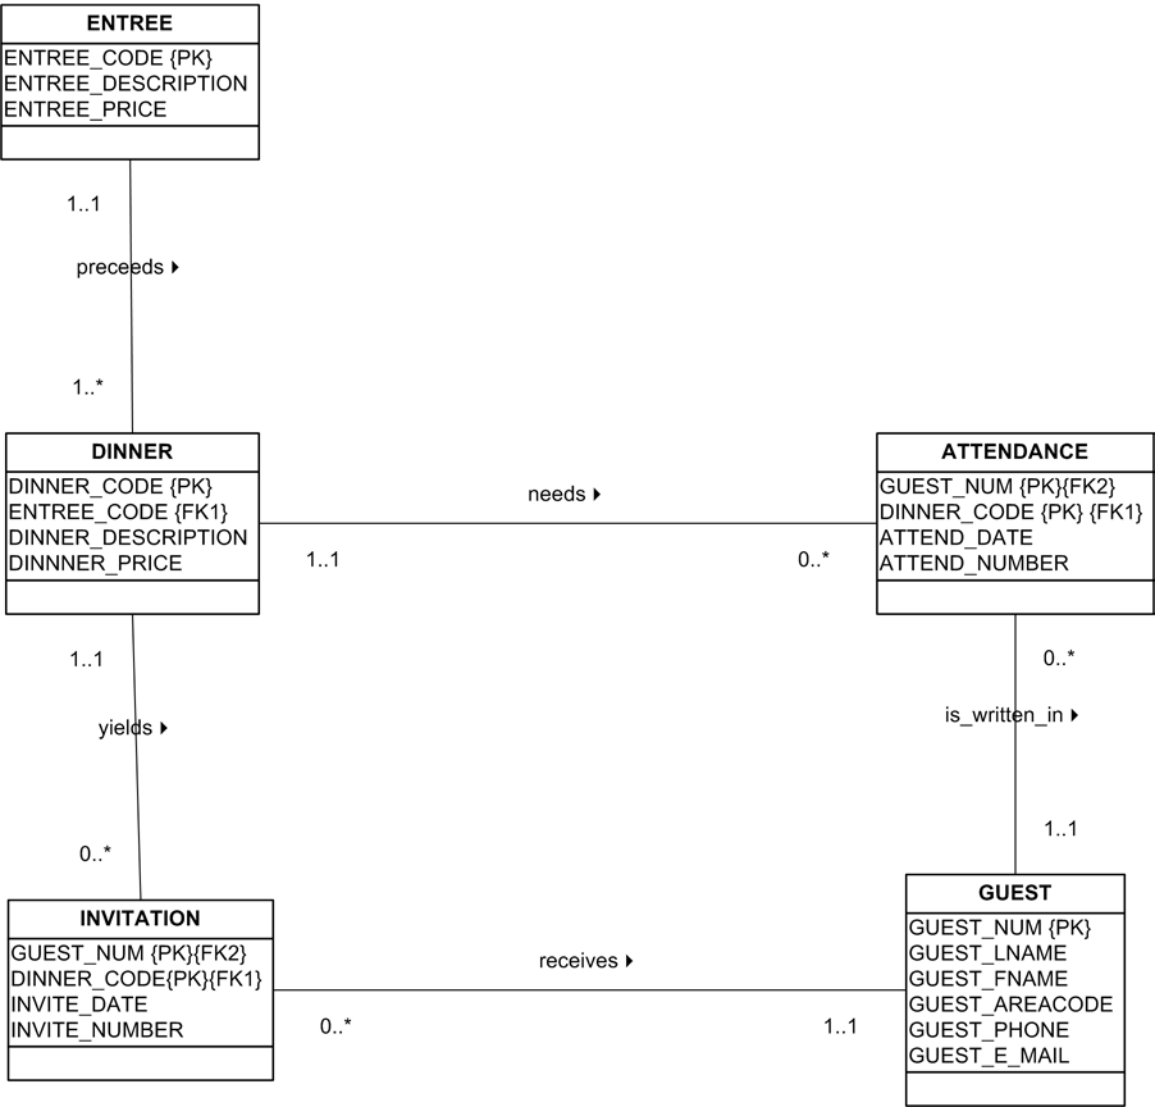 ENTREE
ENTREE_CODE {PK}
ENTREE_DESCRIPTION
ENTREE_PRICE
1..1
preceeds
1..*
DINNER
DINNER_CODE {PK}
ENTREE_CODE {FK1}
DINNER_DESCRIPTION
DINNNER_PRICE
needs
1..1
0..*
ATTENDANCE
GUEST_NUM {PK}{FK2}
DINNER_CODE {PK} {FK1}
ATTEND_DATE
ATTEND_NUMBER
1..1
yields
0..*
0..*
is_written_in
1..1
INVITATION
GUEST_NUM {PK}{FK2}
DINNER_CODE{PK}{FK1}
INVITE_DATE
INVITE_NUMBER
receives
0..*
1..1
GUEST
GUEST_NUM {PK}
GUEST_LNAME
GUEST_FNAME
GUEST_AREACODE
GUEST_PHONE
GUEST_E_MAIL